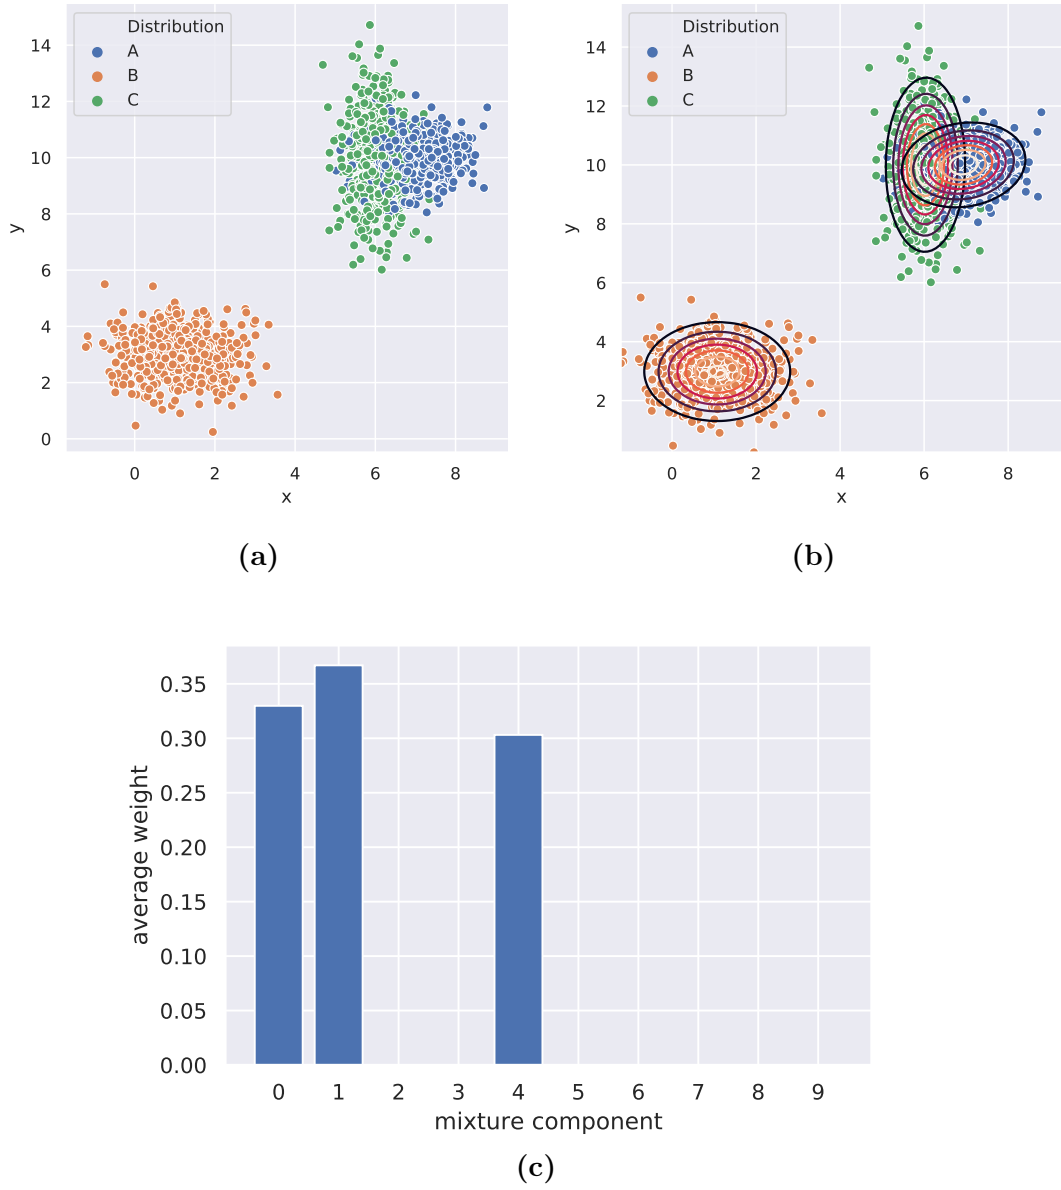 Distribution
A
B
C
14
12
10
8
6
4
2
0
y
0 2 4 6 8
x
(a)
Distribution
A
B
C
14
12
10
8
6
4
2
y
0 2 4 6 8
x
(b)
0.35
0.30
0.25
0.20
0.15
0.10
0.05
0.00
average weight
0 1 2 3 4 5 6 7 8 9
mixture component
(c)